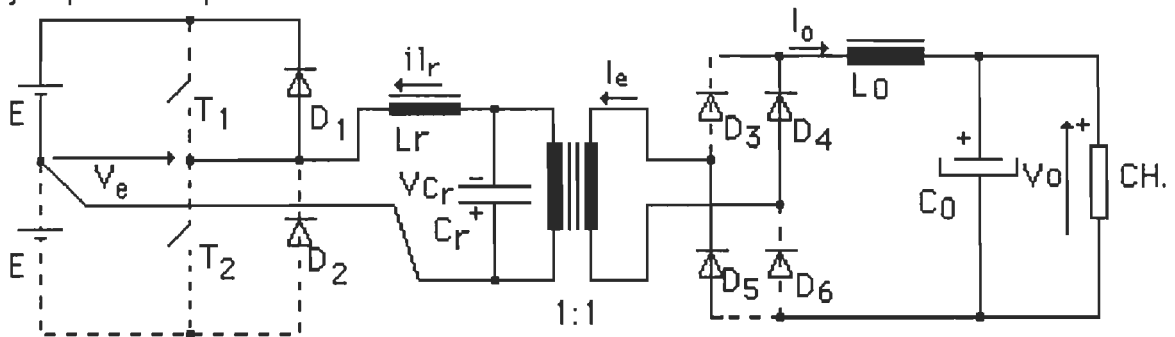 E
T1
D1
ilr
Lr
Ve
VCr
-
+
Cr
E
T2
D2
1:1
Ie
D3
D4
D5
D6
Io
LO
+
CO
Vo
+
CH.